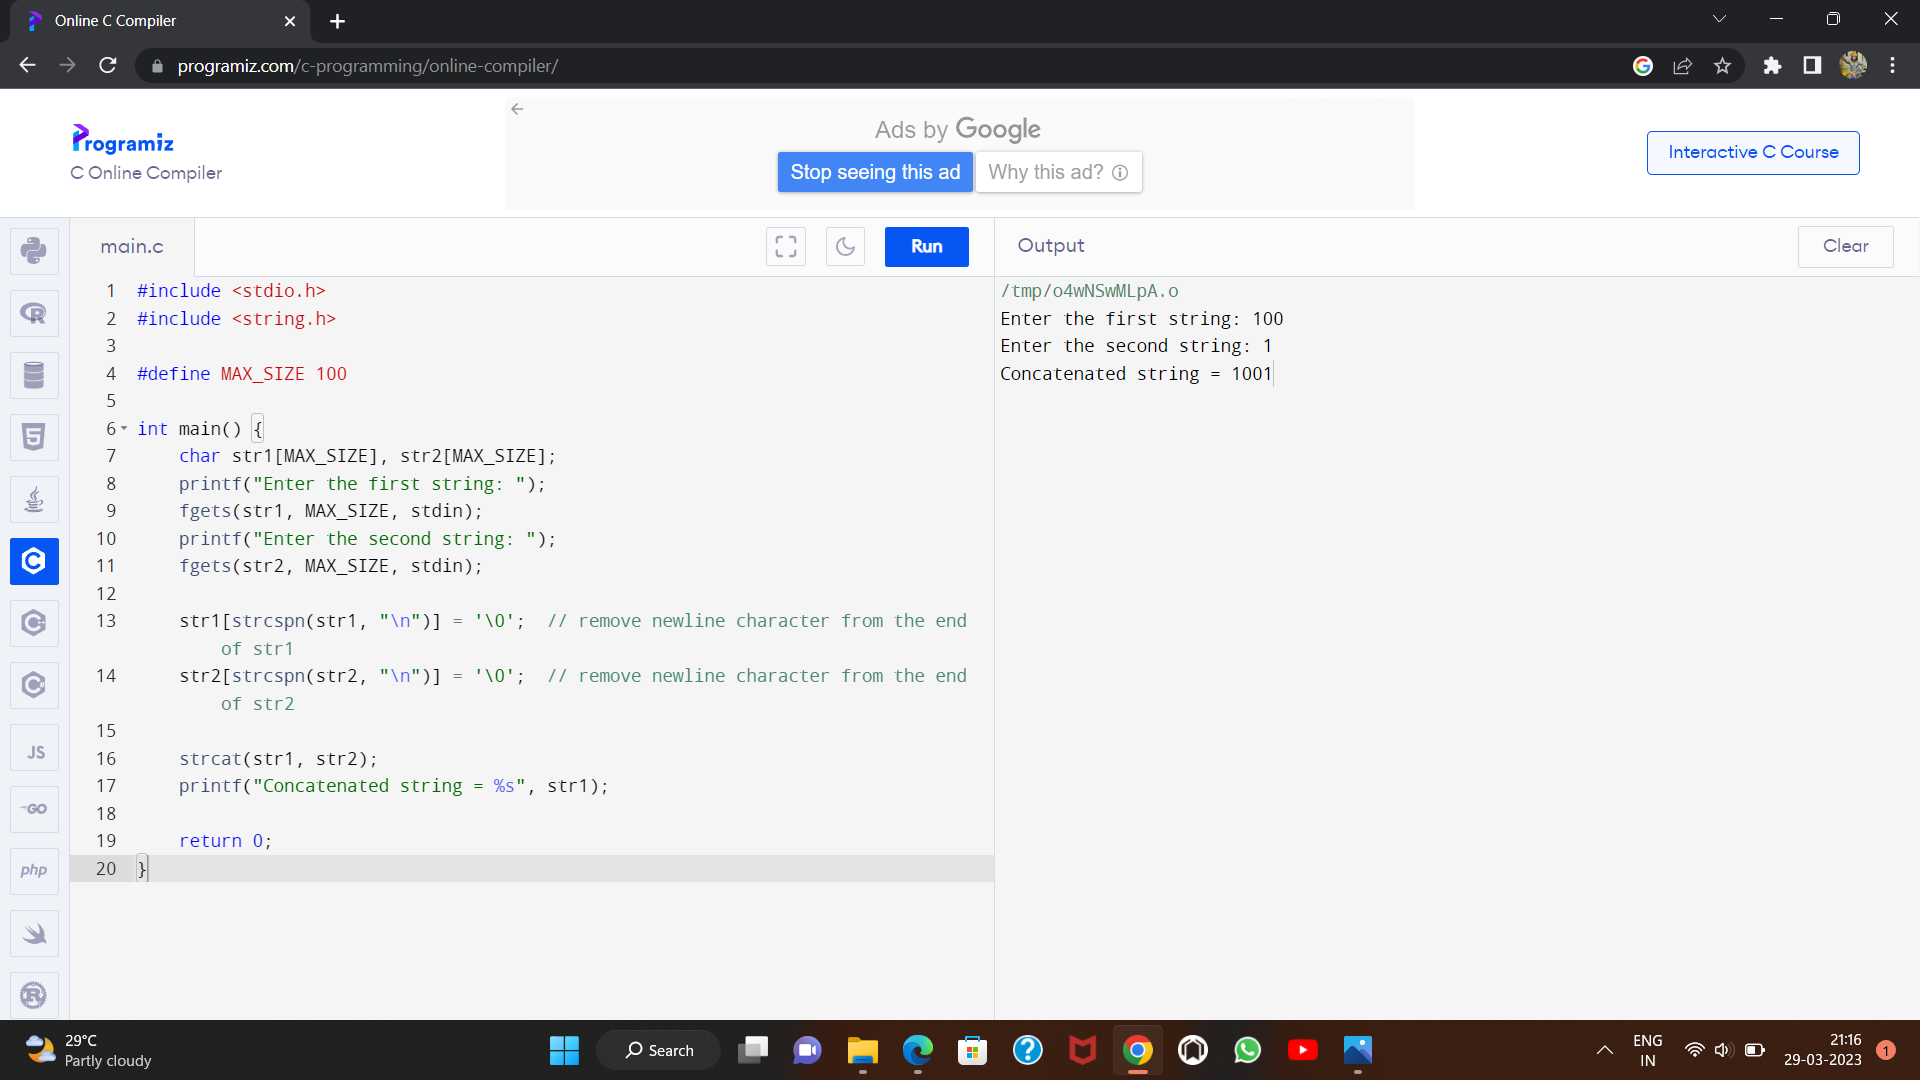 Online C Compiler
programiz.com/c-programming/online-compiler/
Programiz
C Online Compiler
Ads by Google
Stop seeing this ad
Why this ad?
Interactive C Course
main.c
Run
Output
Clear
1 #include <stdio.h>
2 #include <string.h>
3
4 #define MAX_SIZE 100
5
6 int main() {
7     char str1[MAX_SIZE], str2[MAX_SIZE];
8     printf("Enter the first string: ");
9     fgets(str1, MAX_SIZE, stdin);
10     printf("Enter the second string: ");
11     fgets(str2, MAX_SIZE, stdin);
12
13     str1[strcspn(str1, "\n")] = '\0';  // remove newline character from the end
of str1
14     str2[strcspn(str2, "\n")] = '\0';  // remove newline character from the end
of str2
15
16     strcat(str1, str2);
17     printf("Concatenated string = %s", str1);
18
19     return 0;
20 }
/tmp/o4wNSwMLpA.o
Enter the first string: 100
Enter the second string: 1
Concatenated string = 1001
R
5
C
C
C
JS
GO
php
R
29°C
Partly cloudy
Search
ENG
IN
21:16
29-03-2023
1